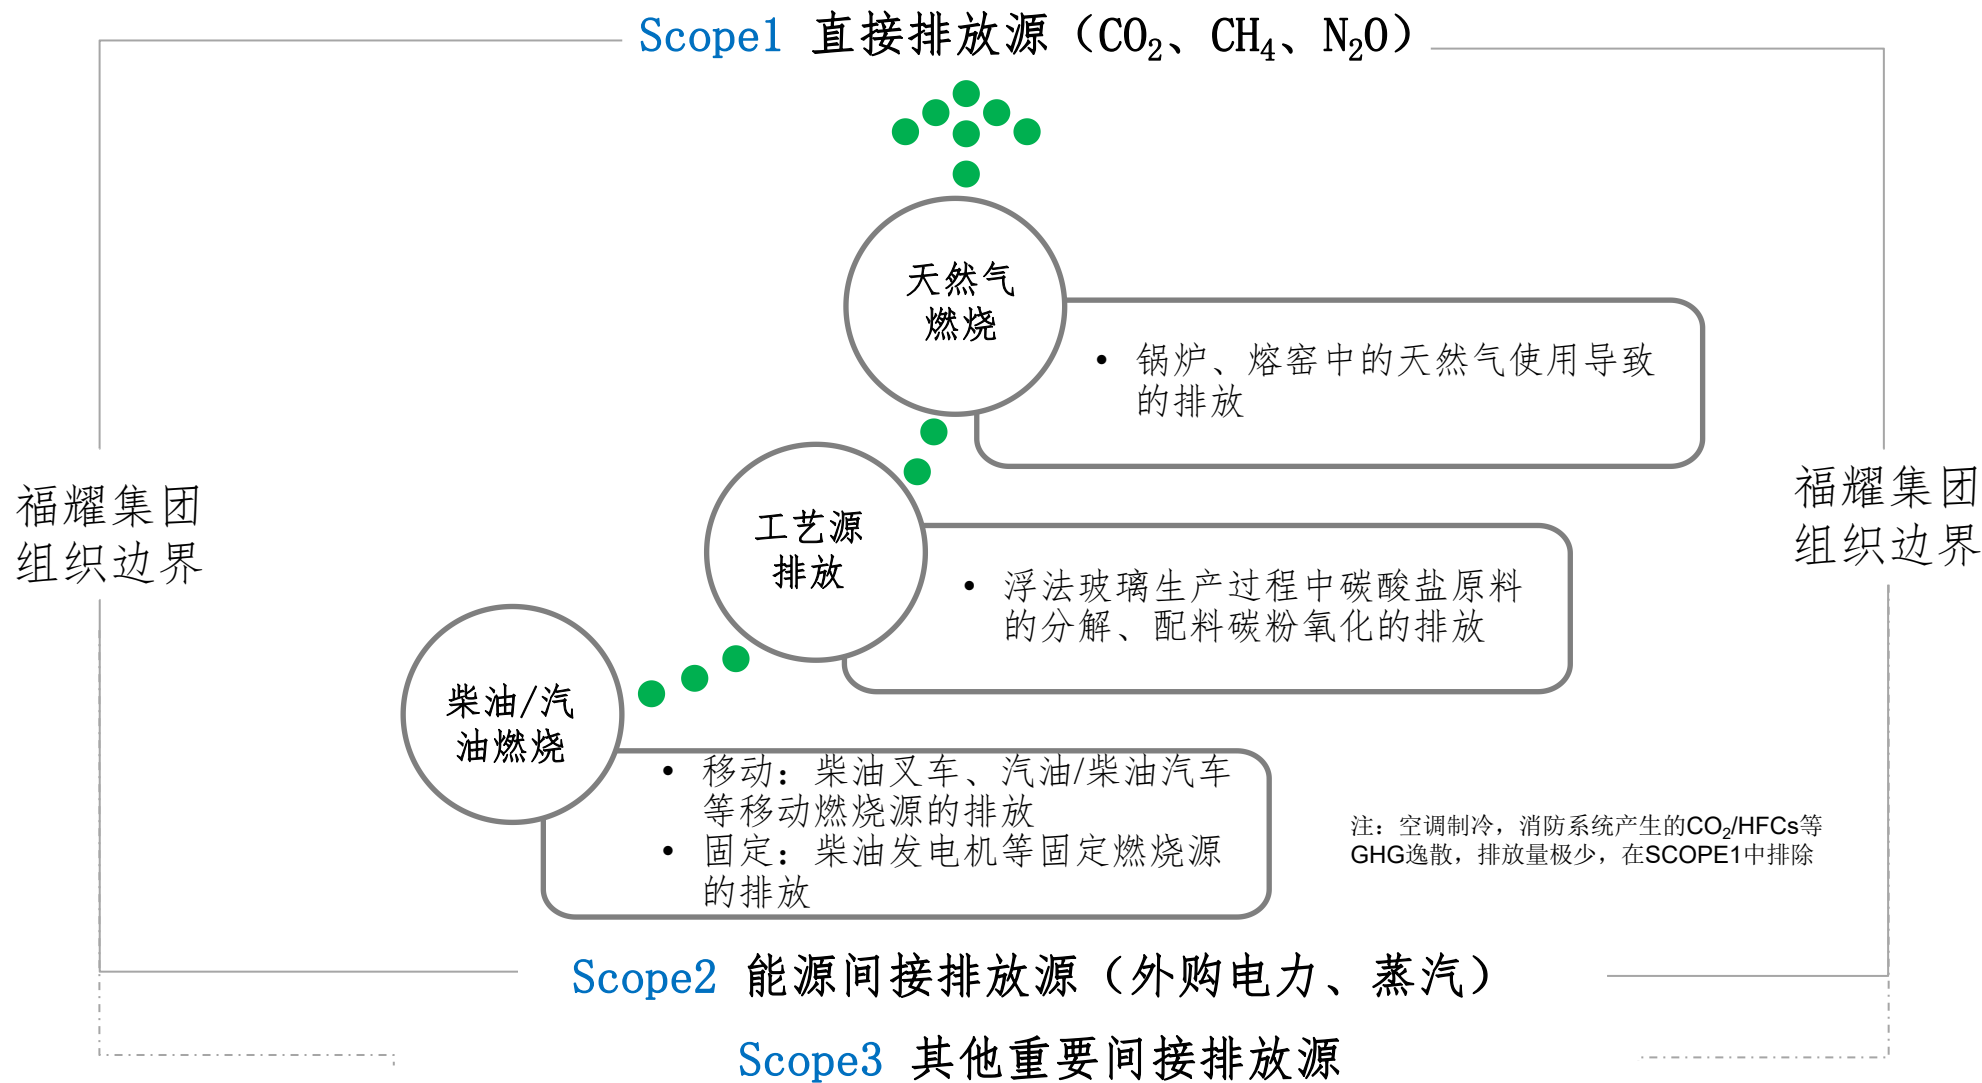 Scope1 直接排放源（CO₂、CH₄、N₂O）
天然气
燃烧
• 锅炉、熔窑中的天然气使用导致
的排放
福耀集团
组织边界
福耀集团
组织边界
工艺源
排放
• 浮法玻璃生产过程中碳酸盐原料
的分解、配料碳粉氧化的排放
柴油/汽
油燃烧
• 移动：柴油叉车、汽油/柴油汽车
等移动燃烧源的排放
• 固定：柴油发电机等固定燃烧源
的排放
注：空调制冷，消防系统产生的CO₂/HFCs等
GHG逸散，排放量极少，在SCOPE1中排除
Scope2 能源间接排放源（外购电力、蒸汽）
Scope3 其他重要间接排放源